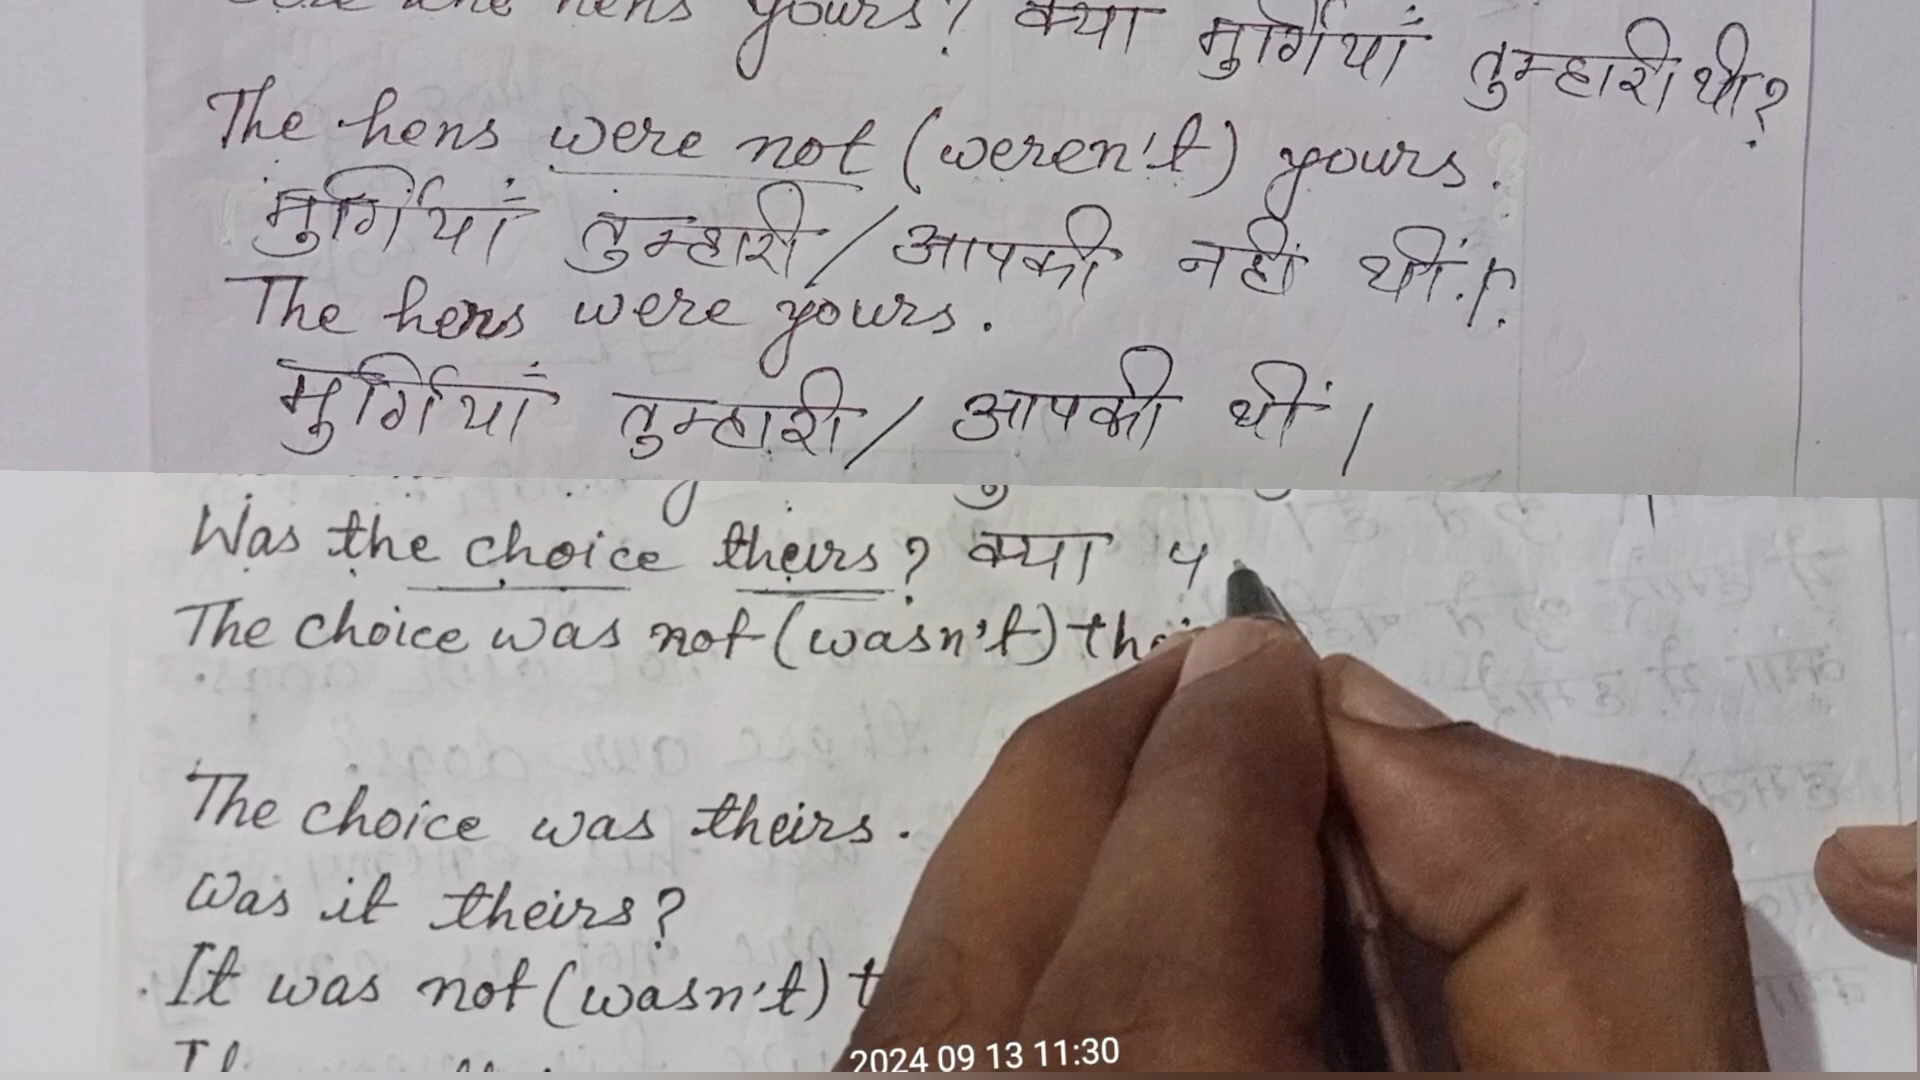 hens yours? क्या मुर्गियाँ तुम्हारी थी?
The hens were not (weren't) yours.
मुर्गियाँ तुम्हारी/आपकी नहीं थीं।
The hens were yours.
मुर्गियाँ तुम्हारी/आपकी थीं।
Was the choice theirs? क्या प
The choice was not (wasn't)
The choice was theirs.
Was it theirs?
It was not (wasn't) t
2024 09 13 11:30